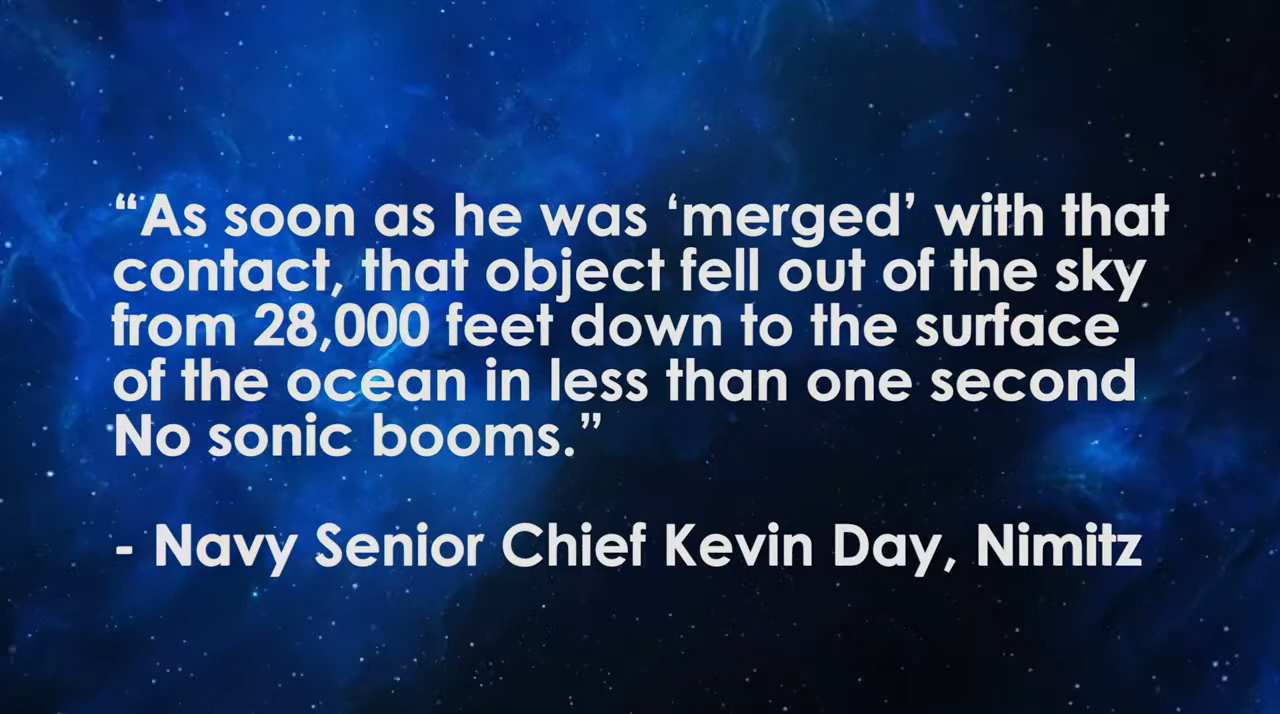 “As soon as he was ‘merged’ with that
contact, that object fell out of the sky
from 28,000 feet down to the surface
of the ocean in less than one second
No sonic booms.”
- Navy Senior Chief Kevin Day, Nimitz